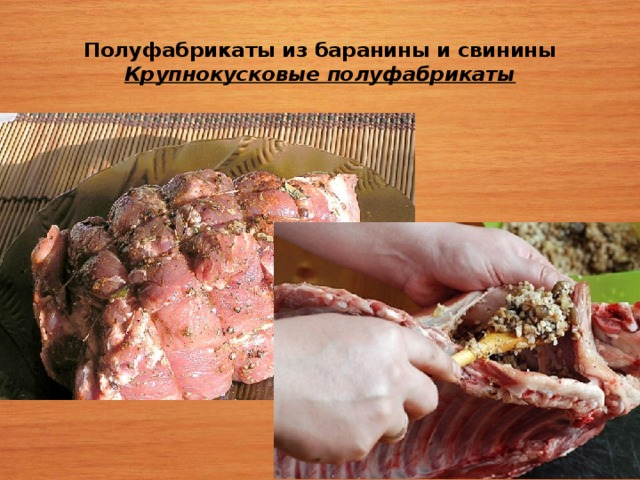 Полуфабрикаты из баранины и свинины
Крупнокусковые полуфабрикаты